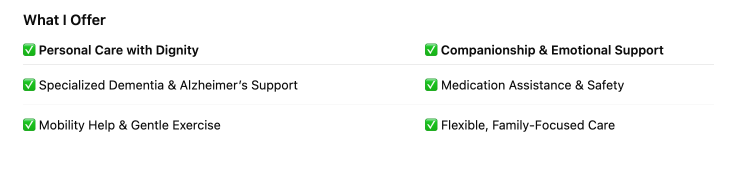 What I Offer
✅ Personal Care with Dignity ✅ Companionship & Emotional Support
✅ Specialized Dementia & Alzheimer’s Support ✅ Medication Assistance & Safety
✅ Mobility Help & Gentle Exercise ✅ Flexible, Family-Focused Care